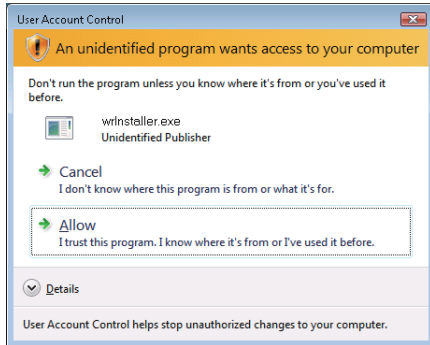 User Account Control
An unidentified program wants access to your computer
Don't run the program unless you know where it's from or you've used it
before.
wrInstaller.exe
Unidentified Publisher
Cancel
I don't know where this program is from or what it's for.
Allow
I trust this program. I know where it's from or I've used it before.
Details
User Account Control helps stop unauthorized changes to your computer.